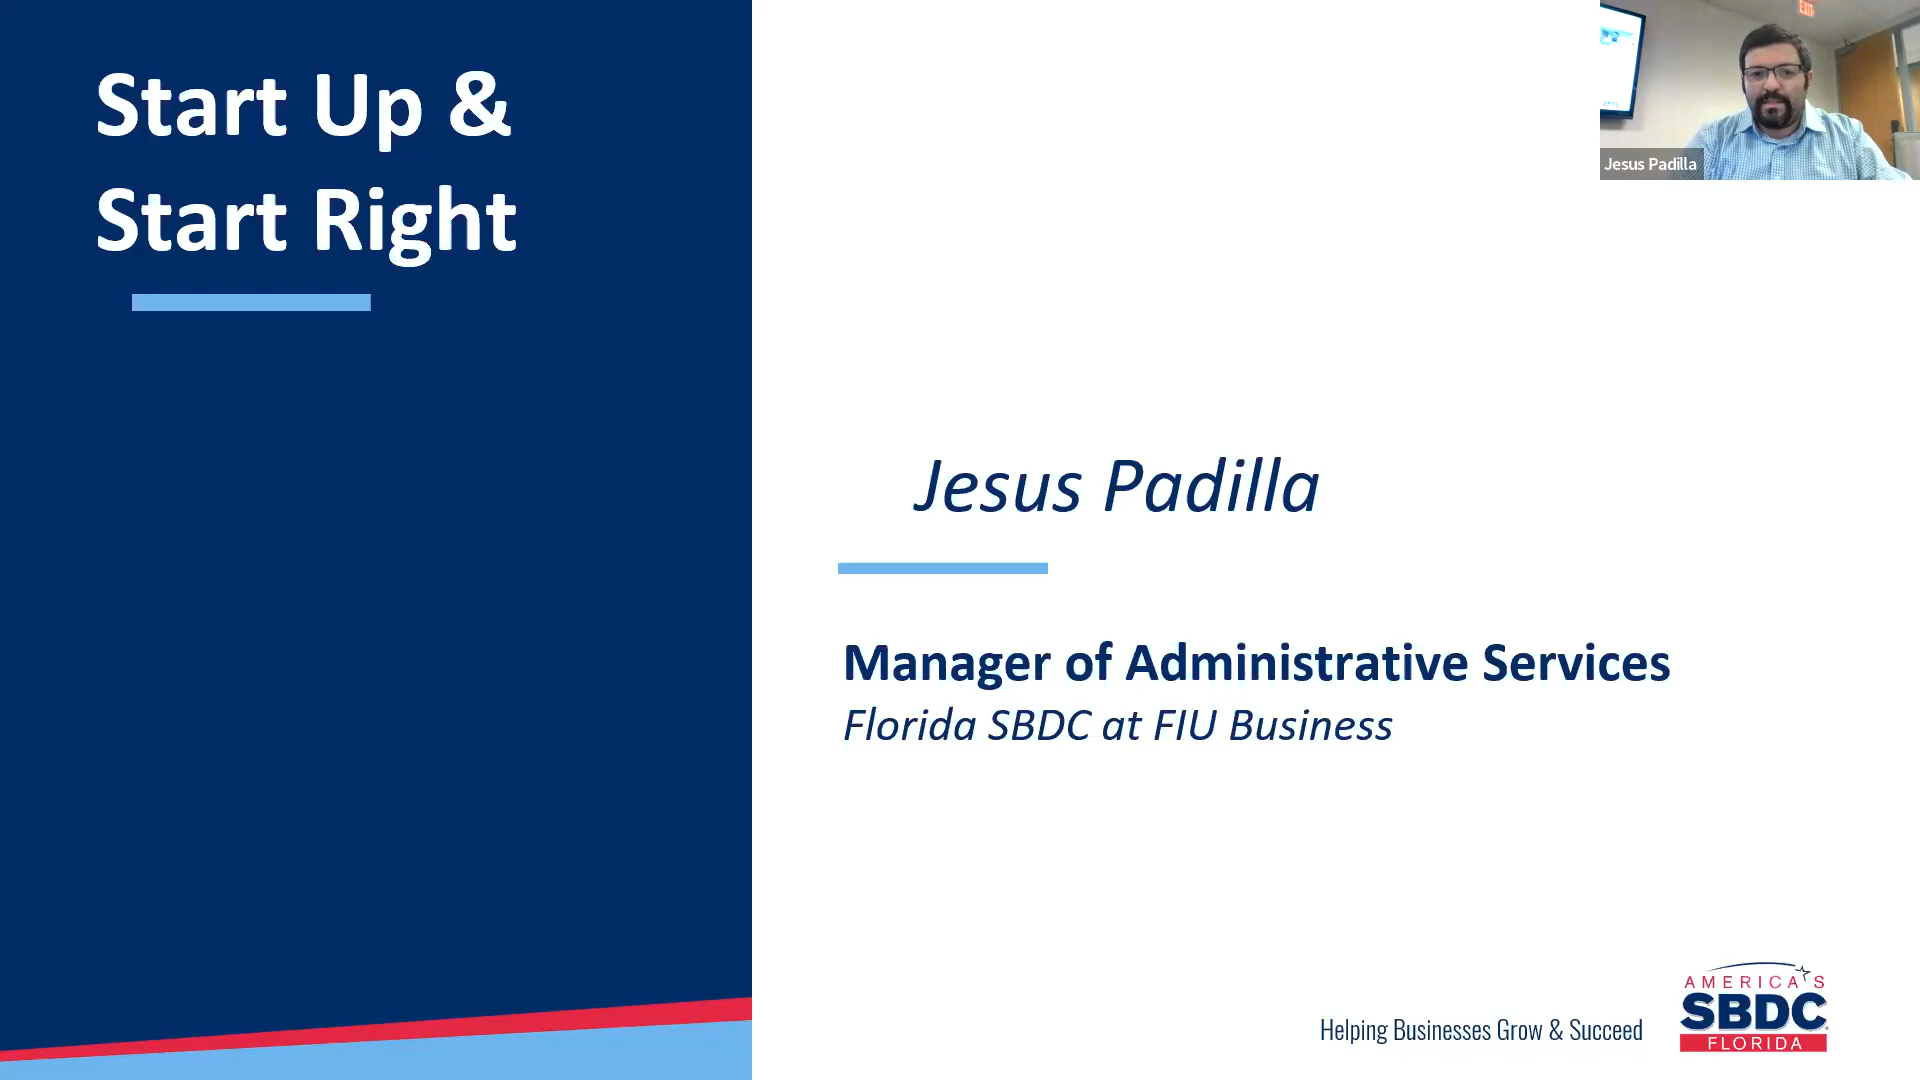 Start Up &
Start Right
EXIT
Jesus Padilla
Jesus Padilla
Manager of Administrative Services
Florida SBDC at FIU Business
Helping Businesses Grow & Succeed
AMERICA'S
SBDC
FLORIDA